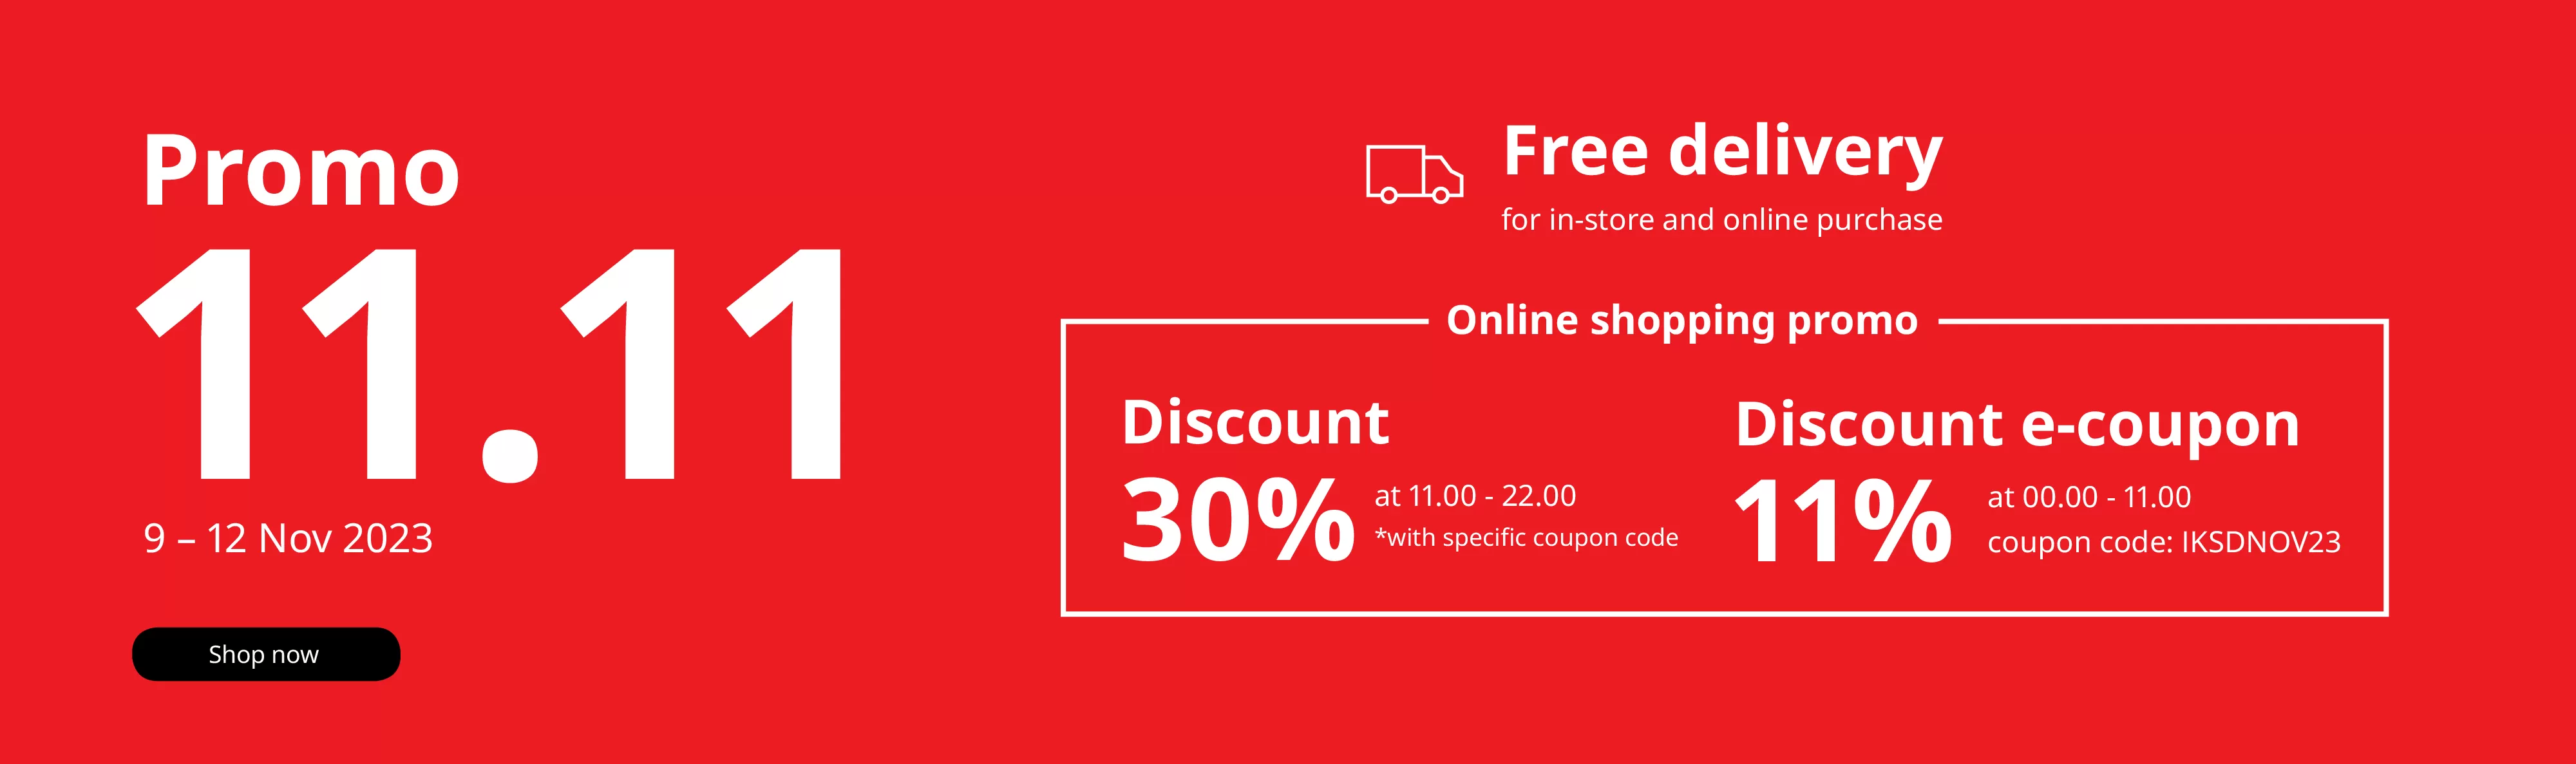 Promo
11.11
9 – 12 Nov 2023
Shop now
Free delivery
for in-store and online purchase
Online shopping promo
Discount
30%
at 11.00 - 22.00
*with specific coupon code
Discount e-coupon
11%
at 00.00 - 11.00
coupon code: IKSDNOV23